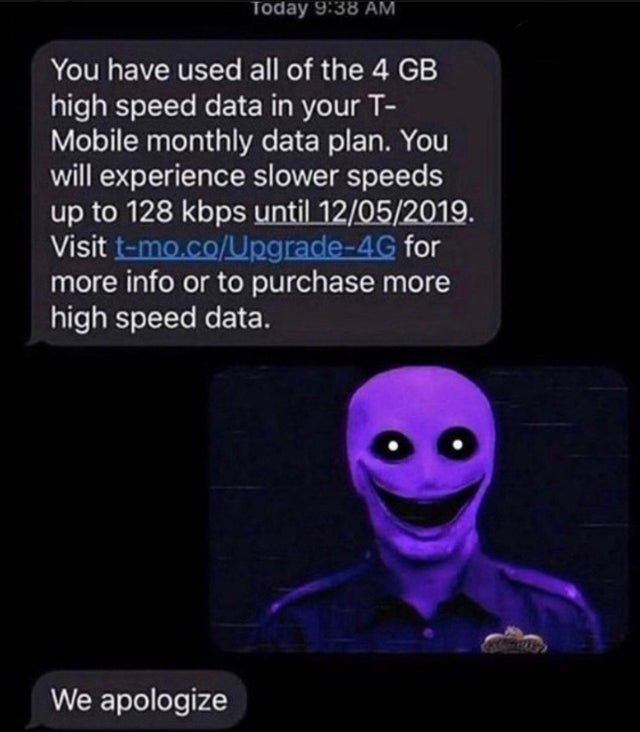 Today 9:38 AM
You have used all of the 4 GB
high speed data in your T-
Mobile monthly data plan. You
will experience slower speeds
up to 128 kbps until 12/05/2019.
Visit t-mo.co/Upgrade-4G for
more info or to purchase more
high speed data.
We apologize